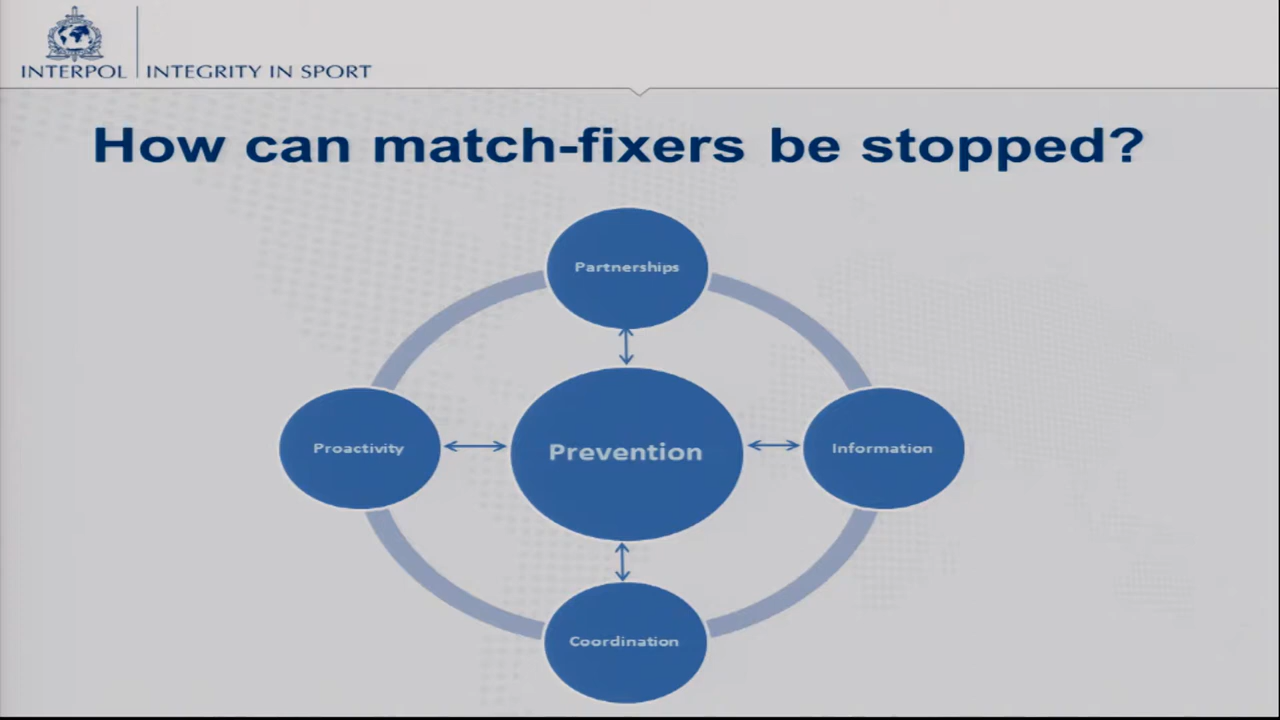 INTERPOL INTEGRITY IN SPORT
How can match-fixers be stopped?
Partnerships
Proactivity
Prevention
Information
Coordination